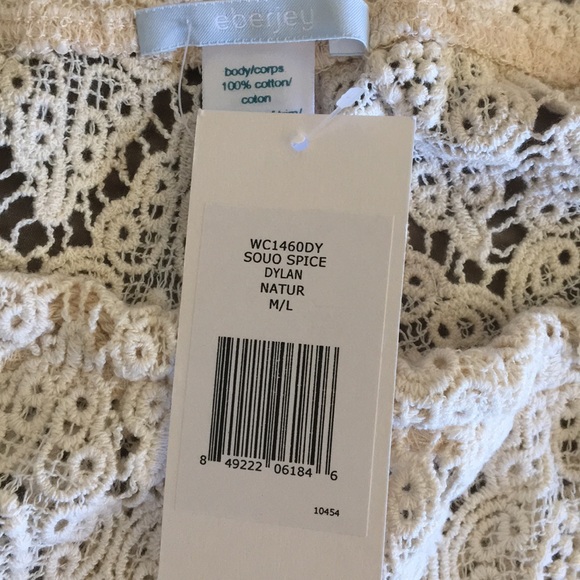 eberjey
body/corps
100% cotton/
coton
WC1460DY
SOUO SPICE
DYLAN
NATUR
M/L
8 49222 06184 6
10454